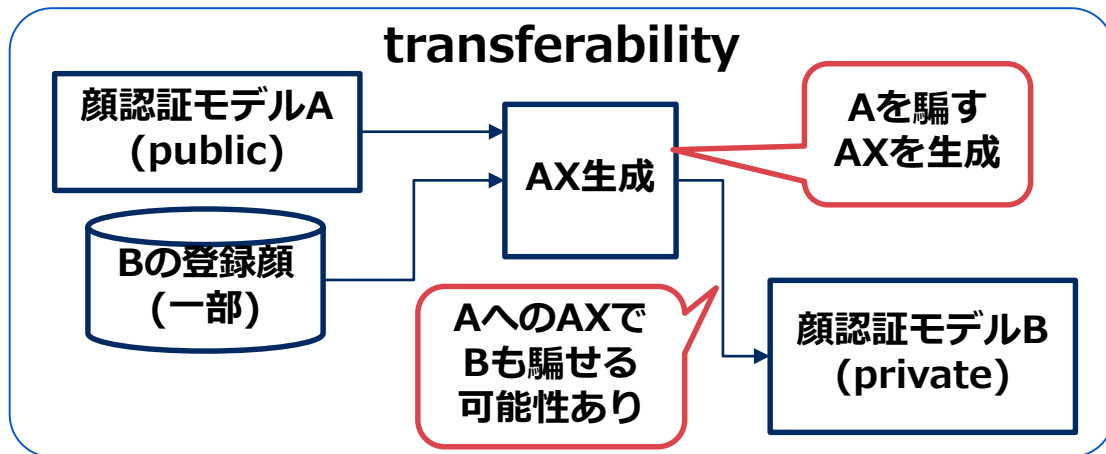 transferability
顔認証モデルA
(public)
Bの登録顔
(一部)
AX生成
Aを騙す
AXを生成
AへのAXで
Bも騙せる
可能性あり
顔認証モデルB
(private)